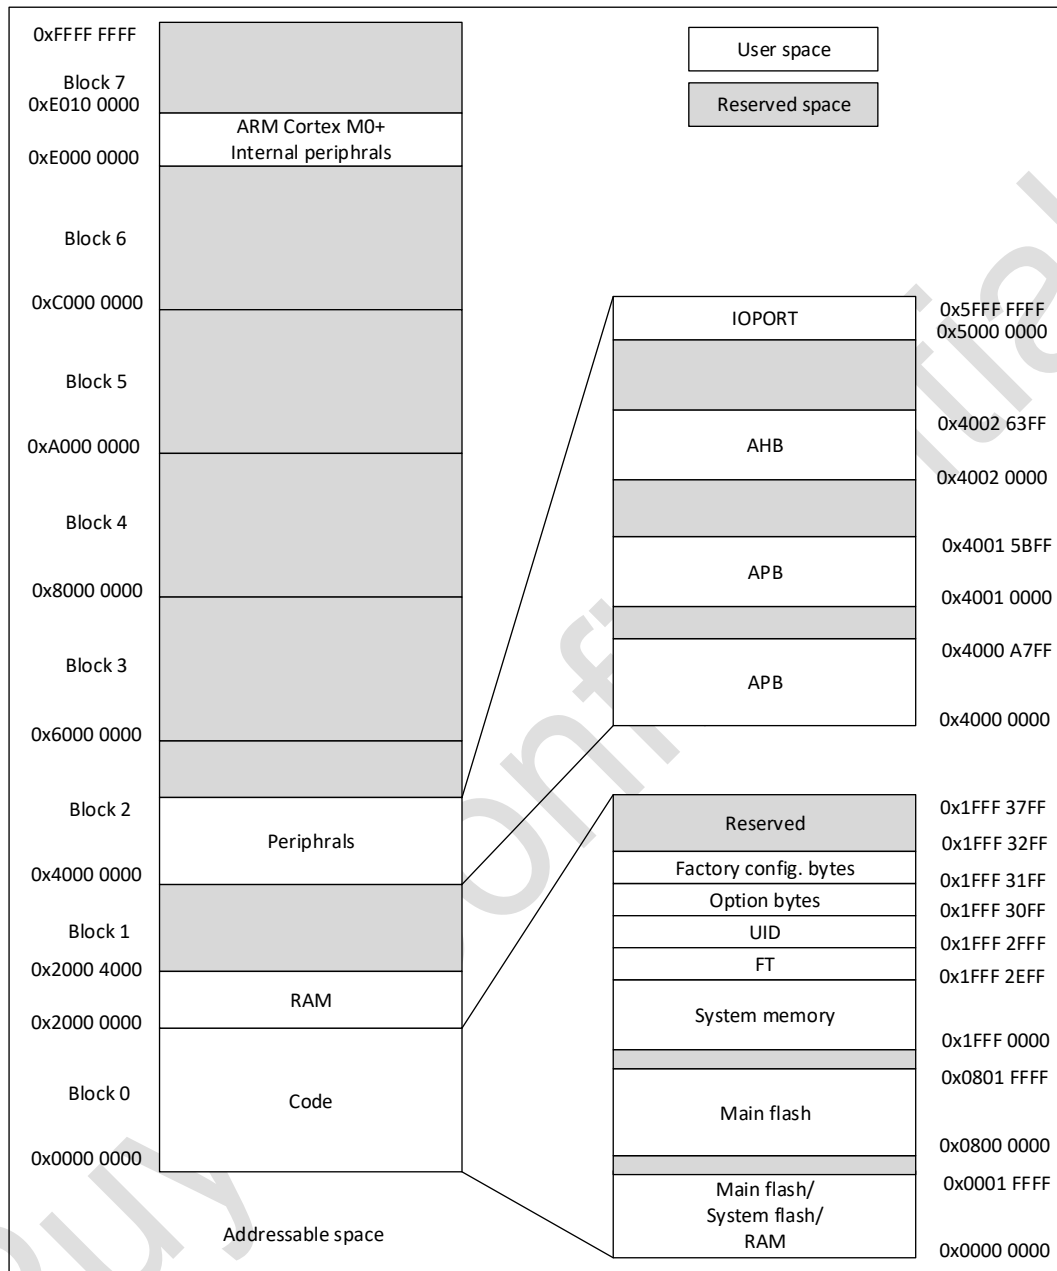 0xFFFF FFFF
Block 7
0xE010 0000
ARM Cortex M0+
Internal periphrals
0xE000 0000
Block 6
0xC000 0000
Block 5
0xA000 0000
Block 4
0x8000 0000
Block 3
0x6000 0000
Block 2
Periphrals
0x4000 0000
Block 1
0x2000 4000
RAM
0x2000 0000
Block 0
Code
0x0000 0000
Addressable space
User space
Reserved space
IOPORT
0x5FFF FFFF
0x5000 0000
0x4002 63FF
AHB
0x4002 0000
0x4001 5BFF
APB
0x4001 0000
0x4000 A7FF
APB
0x4000 0000
0x1FFF 37FF
Reserved
0x1FFF 32FF
Factory config. bytes
0x1FFF 31FF
Option bytes
0x1FFF 30FF
UID
0x1FFF 2FFF
FT
0x1FFF 2EFF
System memory
0x1FFF 0000
0x0801 FFFF
Main flash
0x0800 0000
0x0001 FFFF
Main flash/
System flash/
RAM
0x0000 0000